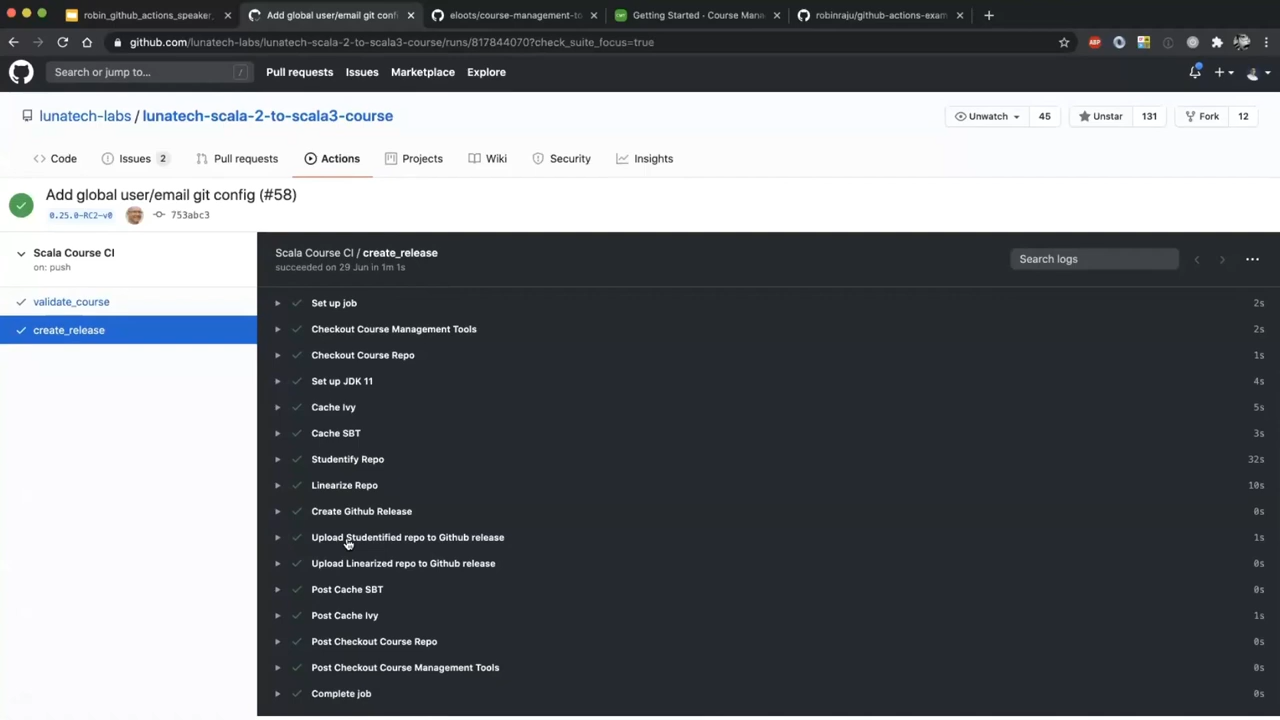 robin_github_actions_speaker_
Add global user/email git confi
eloots/course-management-to
Getting Started - Course Mana
robinraju/github-actions-exam
github.com/lunatech-labs/lunatech-scala-2-to-scala3-course/runs/817844070?check_suite_focus=true
Search or jump to... /
Pull requests Issues Marketplace Explore
lunatech-labs / lunatech-scala-2-to-scala3-course
Unwatch 45 Unstar 131 Fork 12
Code Issues 2 Pull requests Actions Projects Wiki Security Insights
Add global user/email git config (#58)
0.25.0-RC2-v0 753abc3
Scala Course CI
on: push
validate_course
create_release
Scala Course CI / create_release
succeeded on 29 Jun in 1m 1s
Search logs
Set up job 2s
Checkout Course Management Tools 2s
Checkout Course Repo 1s
Set up JDK 11 4s
Cache Ivy 5s
Cache SBT 3s
Studentify Repo 32s
Linearize Repo 10s
Create Github Release 0s
Upload Studentified repo to Github release 1s
Upload Linearized repo to Github release 0s
Post Cache SBT 0s
Post Cache Ivy 1s
Post Checkout Course Repo 0s
Post Checkout Course Management Tools 0s
Complete job 0s